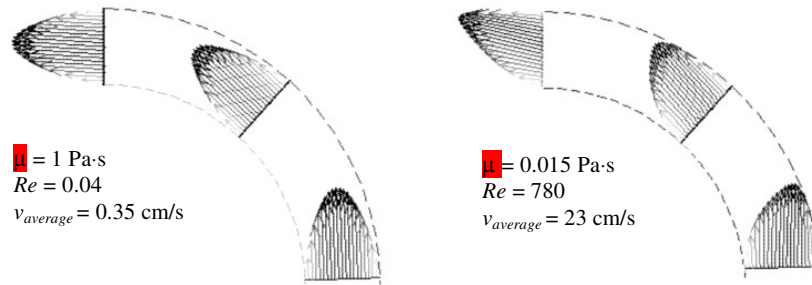 μ = 1 Pa·s
Re = 0.04
vaverage = 0.35 cm/s
μ = 0.015 Pa·s
Re = 780
vaverage = 23 cm/s